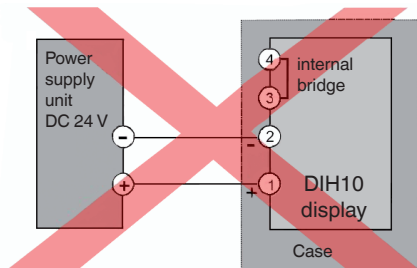 Power
supply
unit
DC 24 V
-
+
4
3
internal
bridge
2
-
1
+
DIH10
display
Case